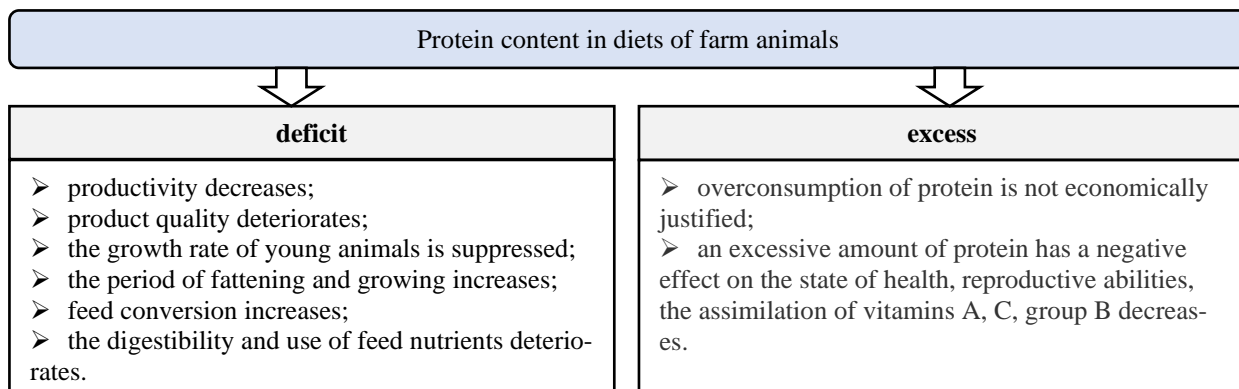 Protein content in diets of farm animals
deficit
➢ productivity decreases;
➢ product quality deteriorates;
➢ the growth rate of young animals is suppressed;
➢ the period of fattening and growing increases;
➢ feed conversion increases;
➢ the digestibility and use of feed nutrients deterio-
rates.
excess
➢ overconsumption of protein is not economically
justified;
➢ an excessive amount of protein has a negative
effect on the state of health, reproductive abilities,
the assimilation of vitamins A, C, group B decreas-
es.